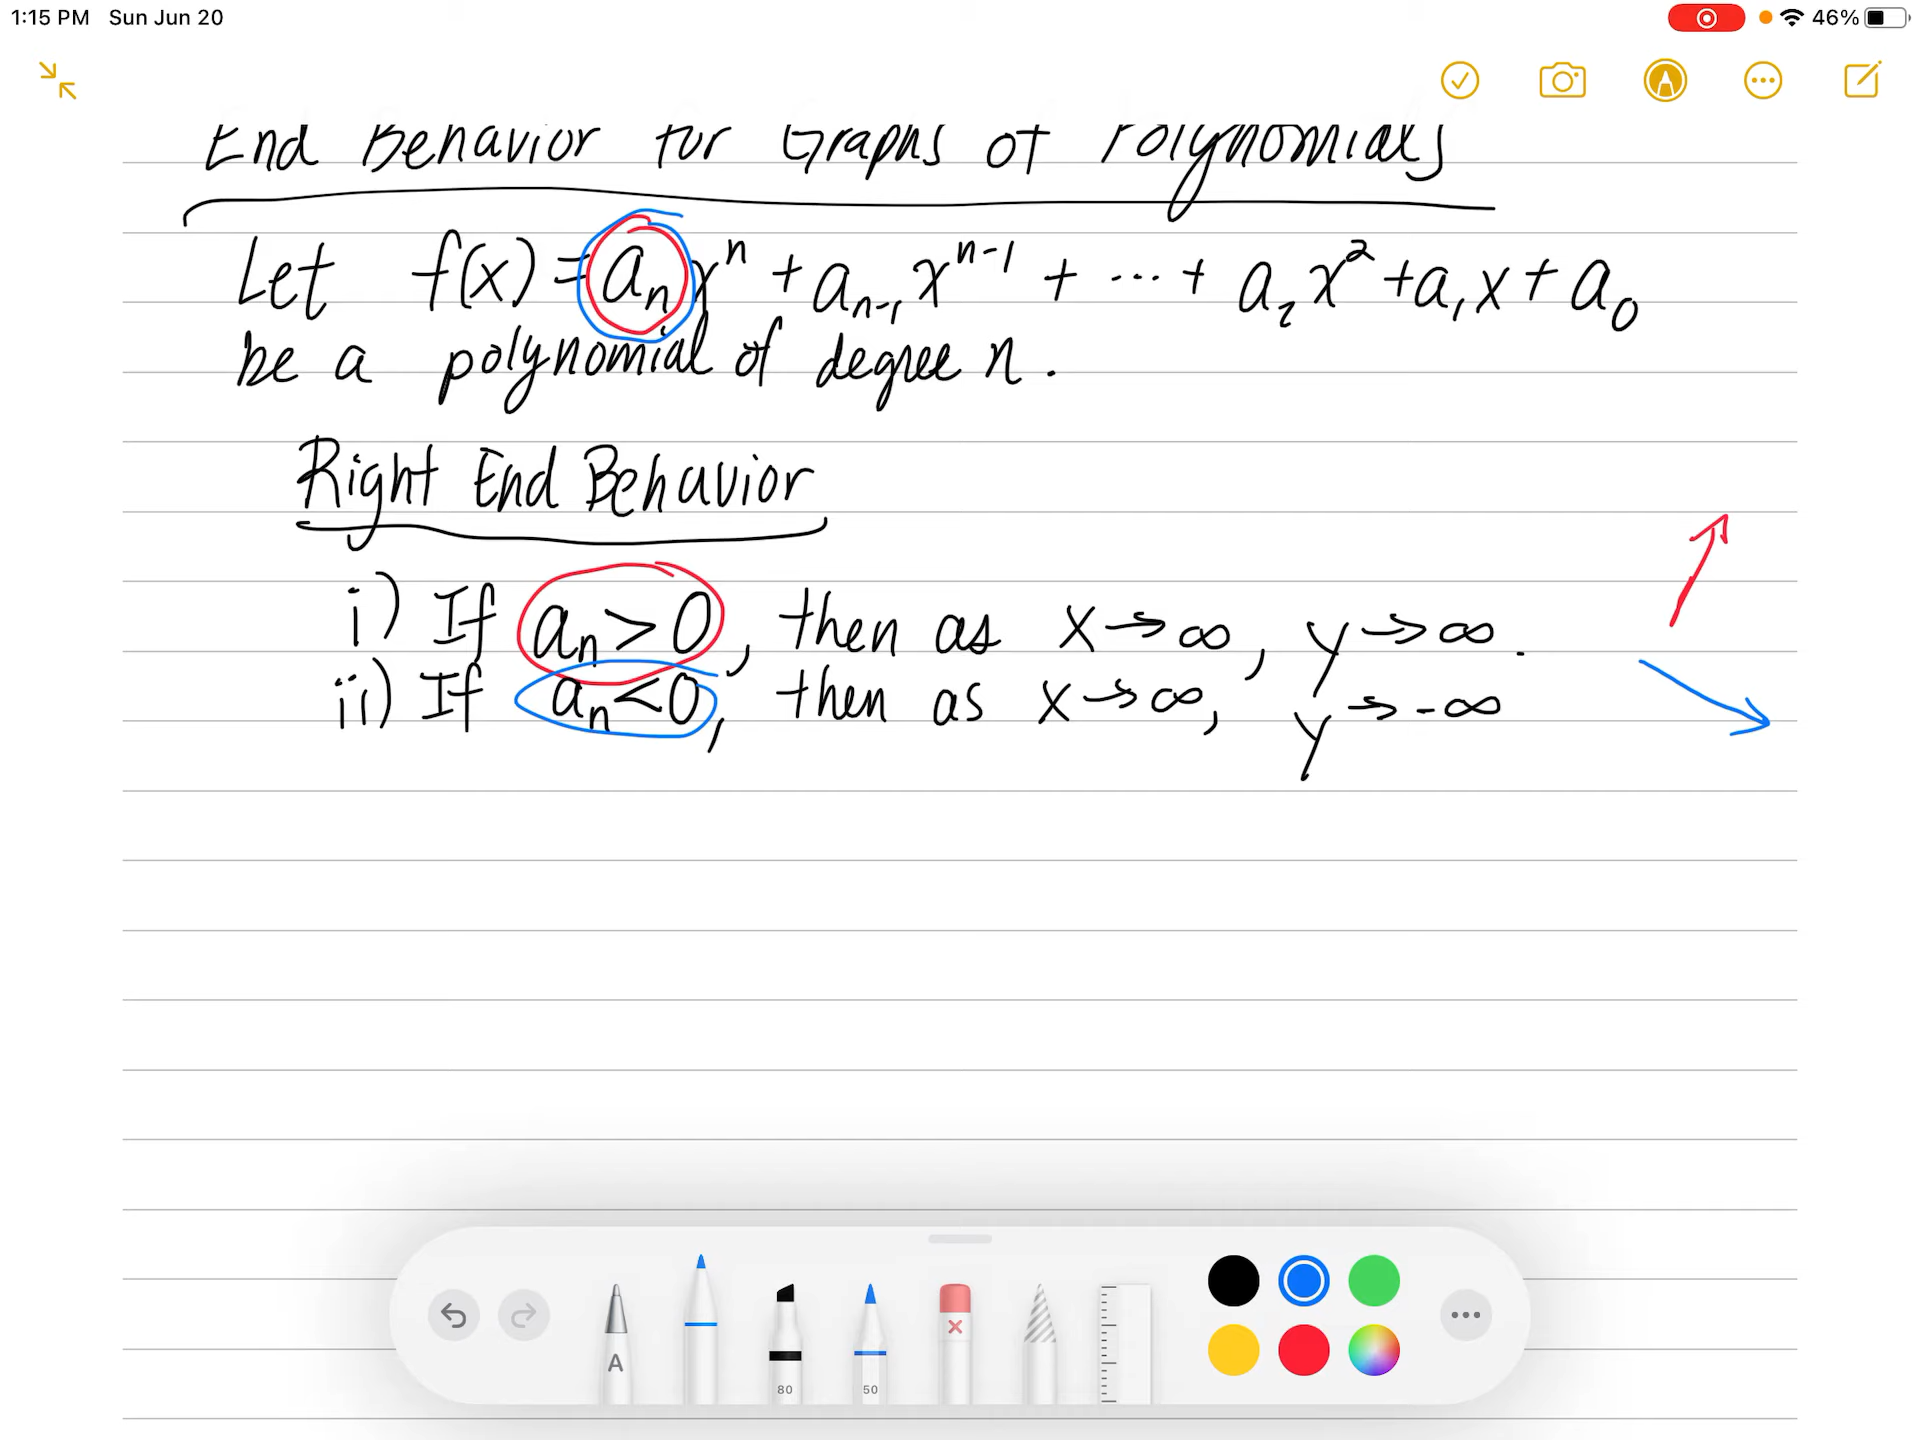 1:15 PM Sun Jun 20
46%
End Behavior for Graphs of Polynomials
Let f(x) = aₙxⁿ + aₙ₋₁xⁿ⁻¹ + ... + a₂x² + a₁x + a₀
be a polynomial of degree n.
Right End Behavior
i) If aₙ > 0, then as x → ∞, y → ∞.
ii) If aₙ < 0, then as x → ∞, y → -∞
A
80
50